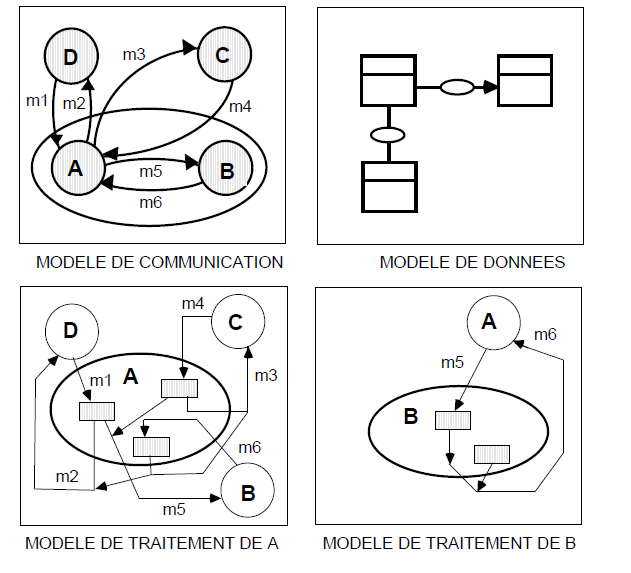 D
C
m3
m1
m2
m4
A
m5
B
m6
MODELE DE COMMUNICATION
MODELE DE DONNEES
D
m4
C
m1
A
m3
m6
m2
B
m5
MODELE DE TRAITEMENT DE A
A
m6
m5
B
MODELE DE TRAITEMENT DE B